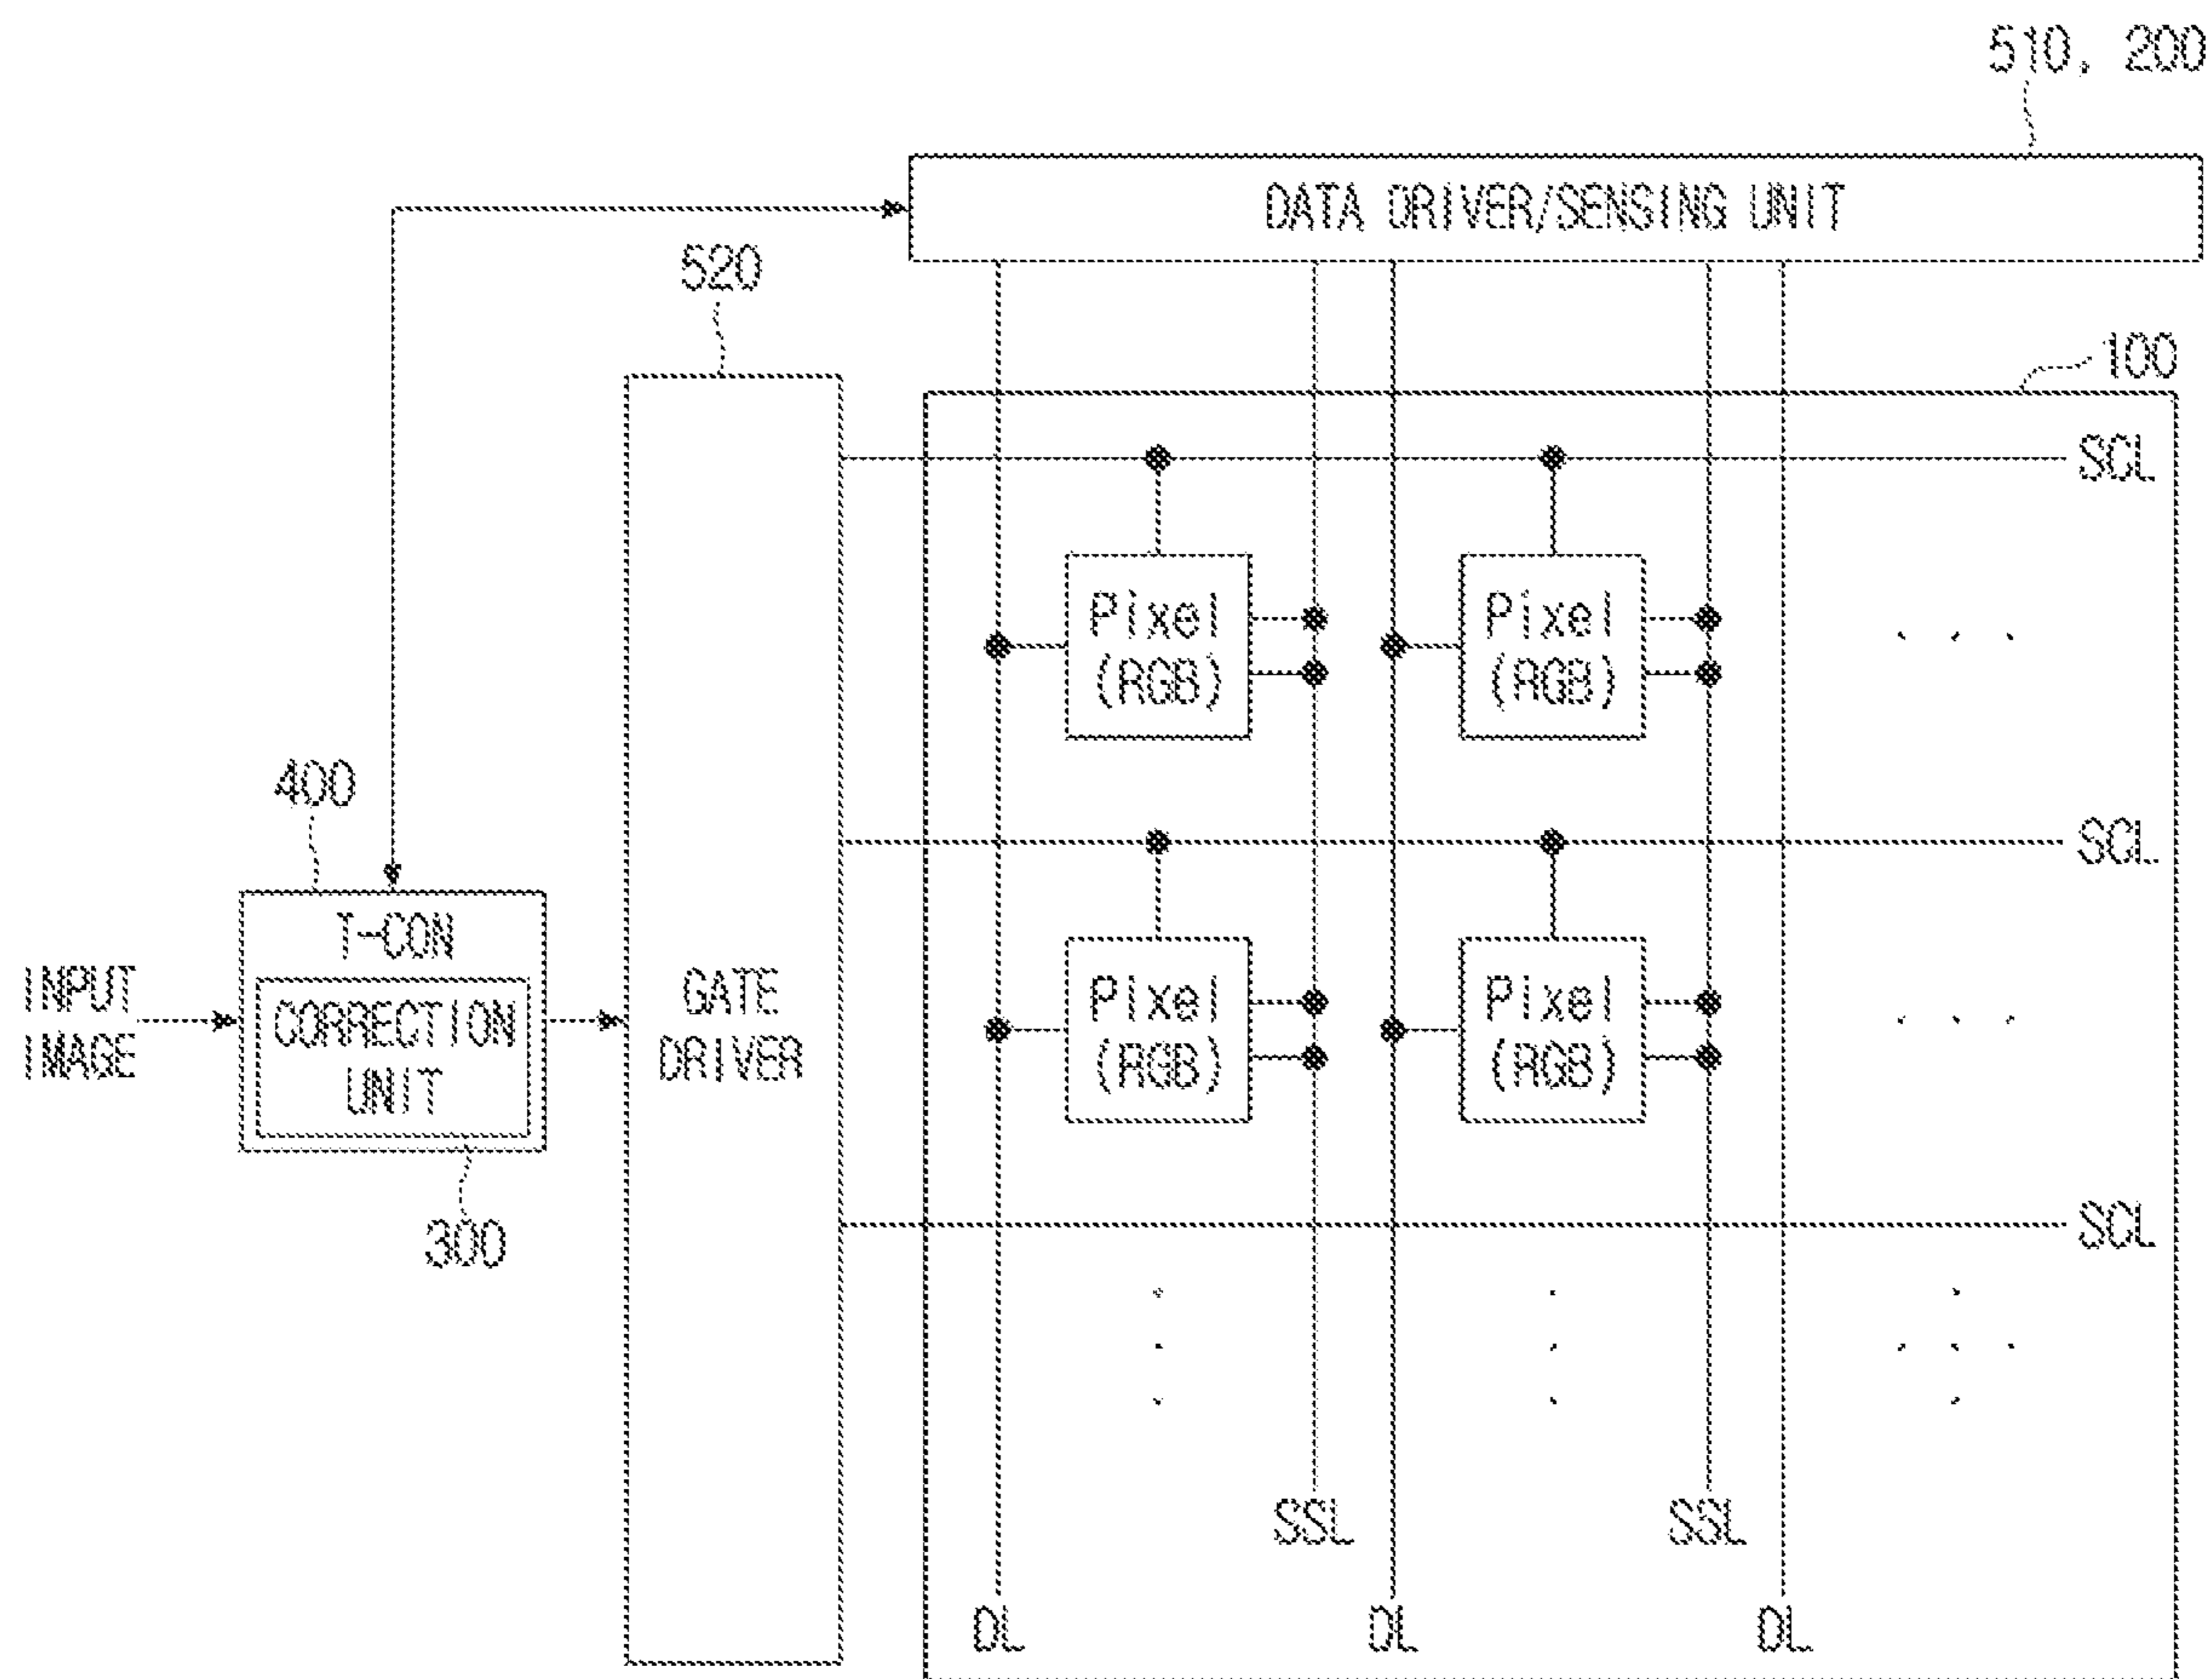 510, 200
DATA DRIVER/SENSING UNIT
520
100
SCL
Pixel
(RGB)
Pixel
(RGB)
. . .
400
SCL
T-CON
INPUT
IMAGE
CORRECTION
UNIT
GATE
DRIVER
Pixel
(RGB)
Pixel
(RGB)
. . .
300
SCL
SSL
SSL
DL
DL
DL